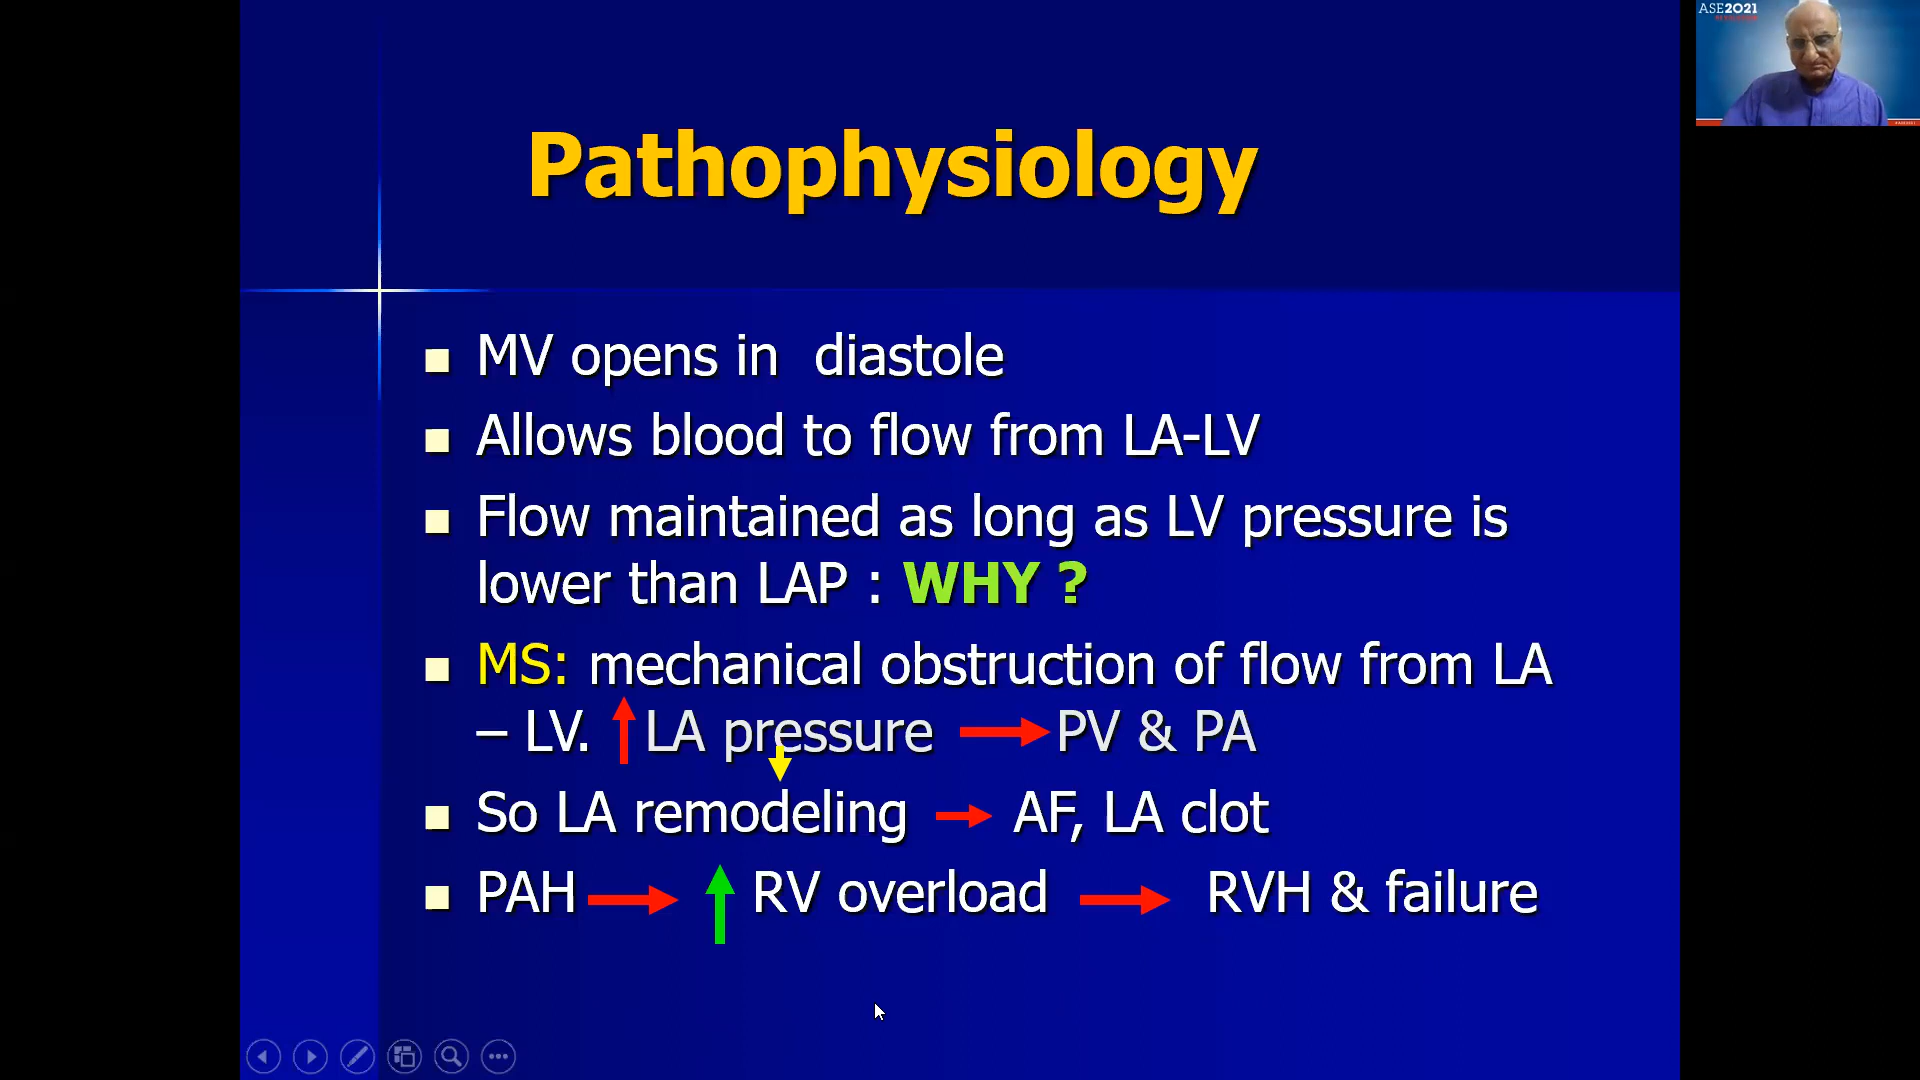 ASE2021
Pathophysiology
MV opens in diastole
Allows blood to flow from LA-LV
Flow maintained as long as LV pressure is
lower than LAP : WHY ?
MS: mechanical obstruction of flow from LA
– LV. LA pressure PV & PA
So LA remodeling AF, LA clot
PAH RV overload RVH & failure